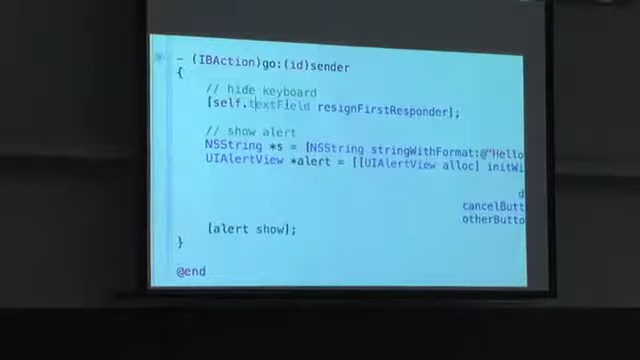 - (IBAction)go:(id)sender
{
// hide keyboard
[self.textField resignFirstResponder];
// show alert
NSString *s = [NSString stringWithFormat:@"Hello
UIAlertView *alert = [[UIAlertView alloc] initWi
d
cancelButt
otherButto
[alert show];
}
@end